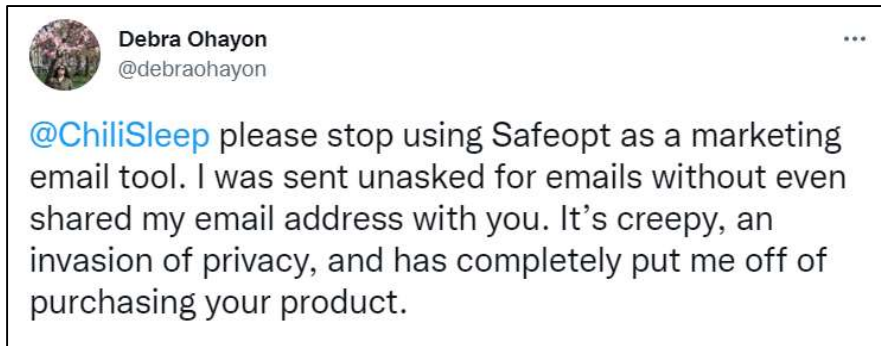 Debra Ohayon
@debraohayon
@ChiliSleep please stop using Safeopt as a marketing
email tool. I was sent unasked for emails without even
shared my email address with you. It’s creepy, an
invasion of privacy, and has completely put me off of
purchasing your product.